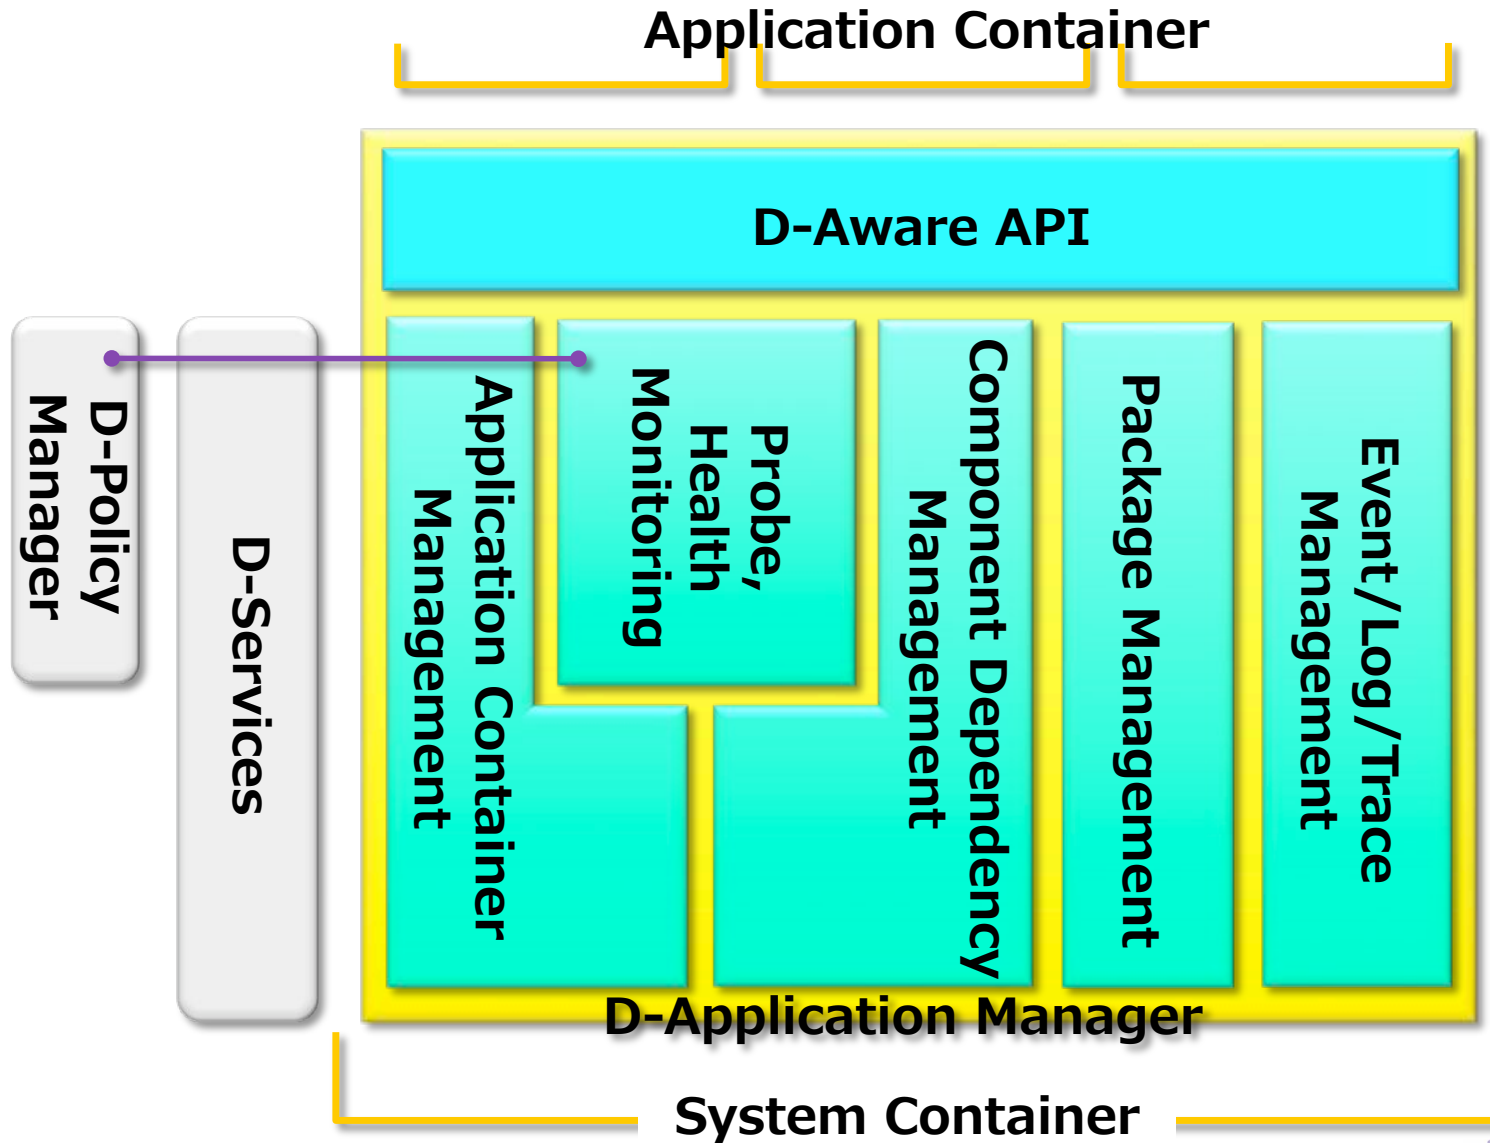 Application Container
D-Aware API
D-Policy
Manager
D-Services
Application Container
Management
Probe,
Health
Monitoring
Component Dependency
Management
Package Management
Event/Log/Trace
Management
D-Application Manager
System Container